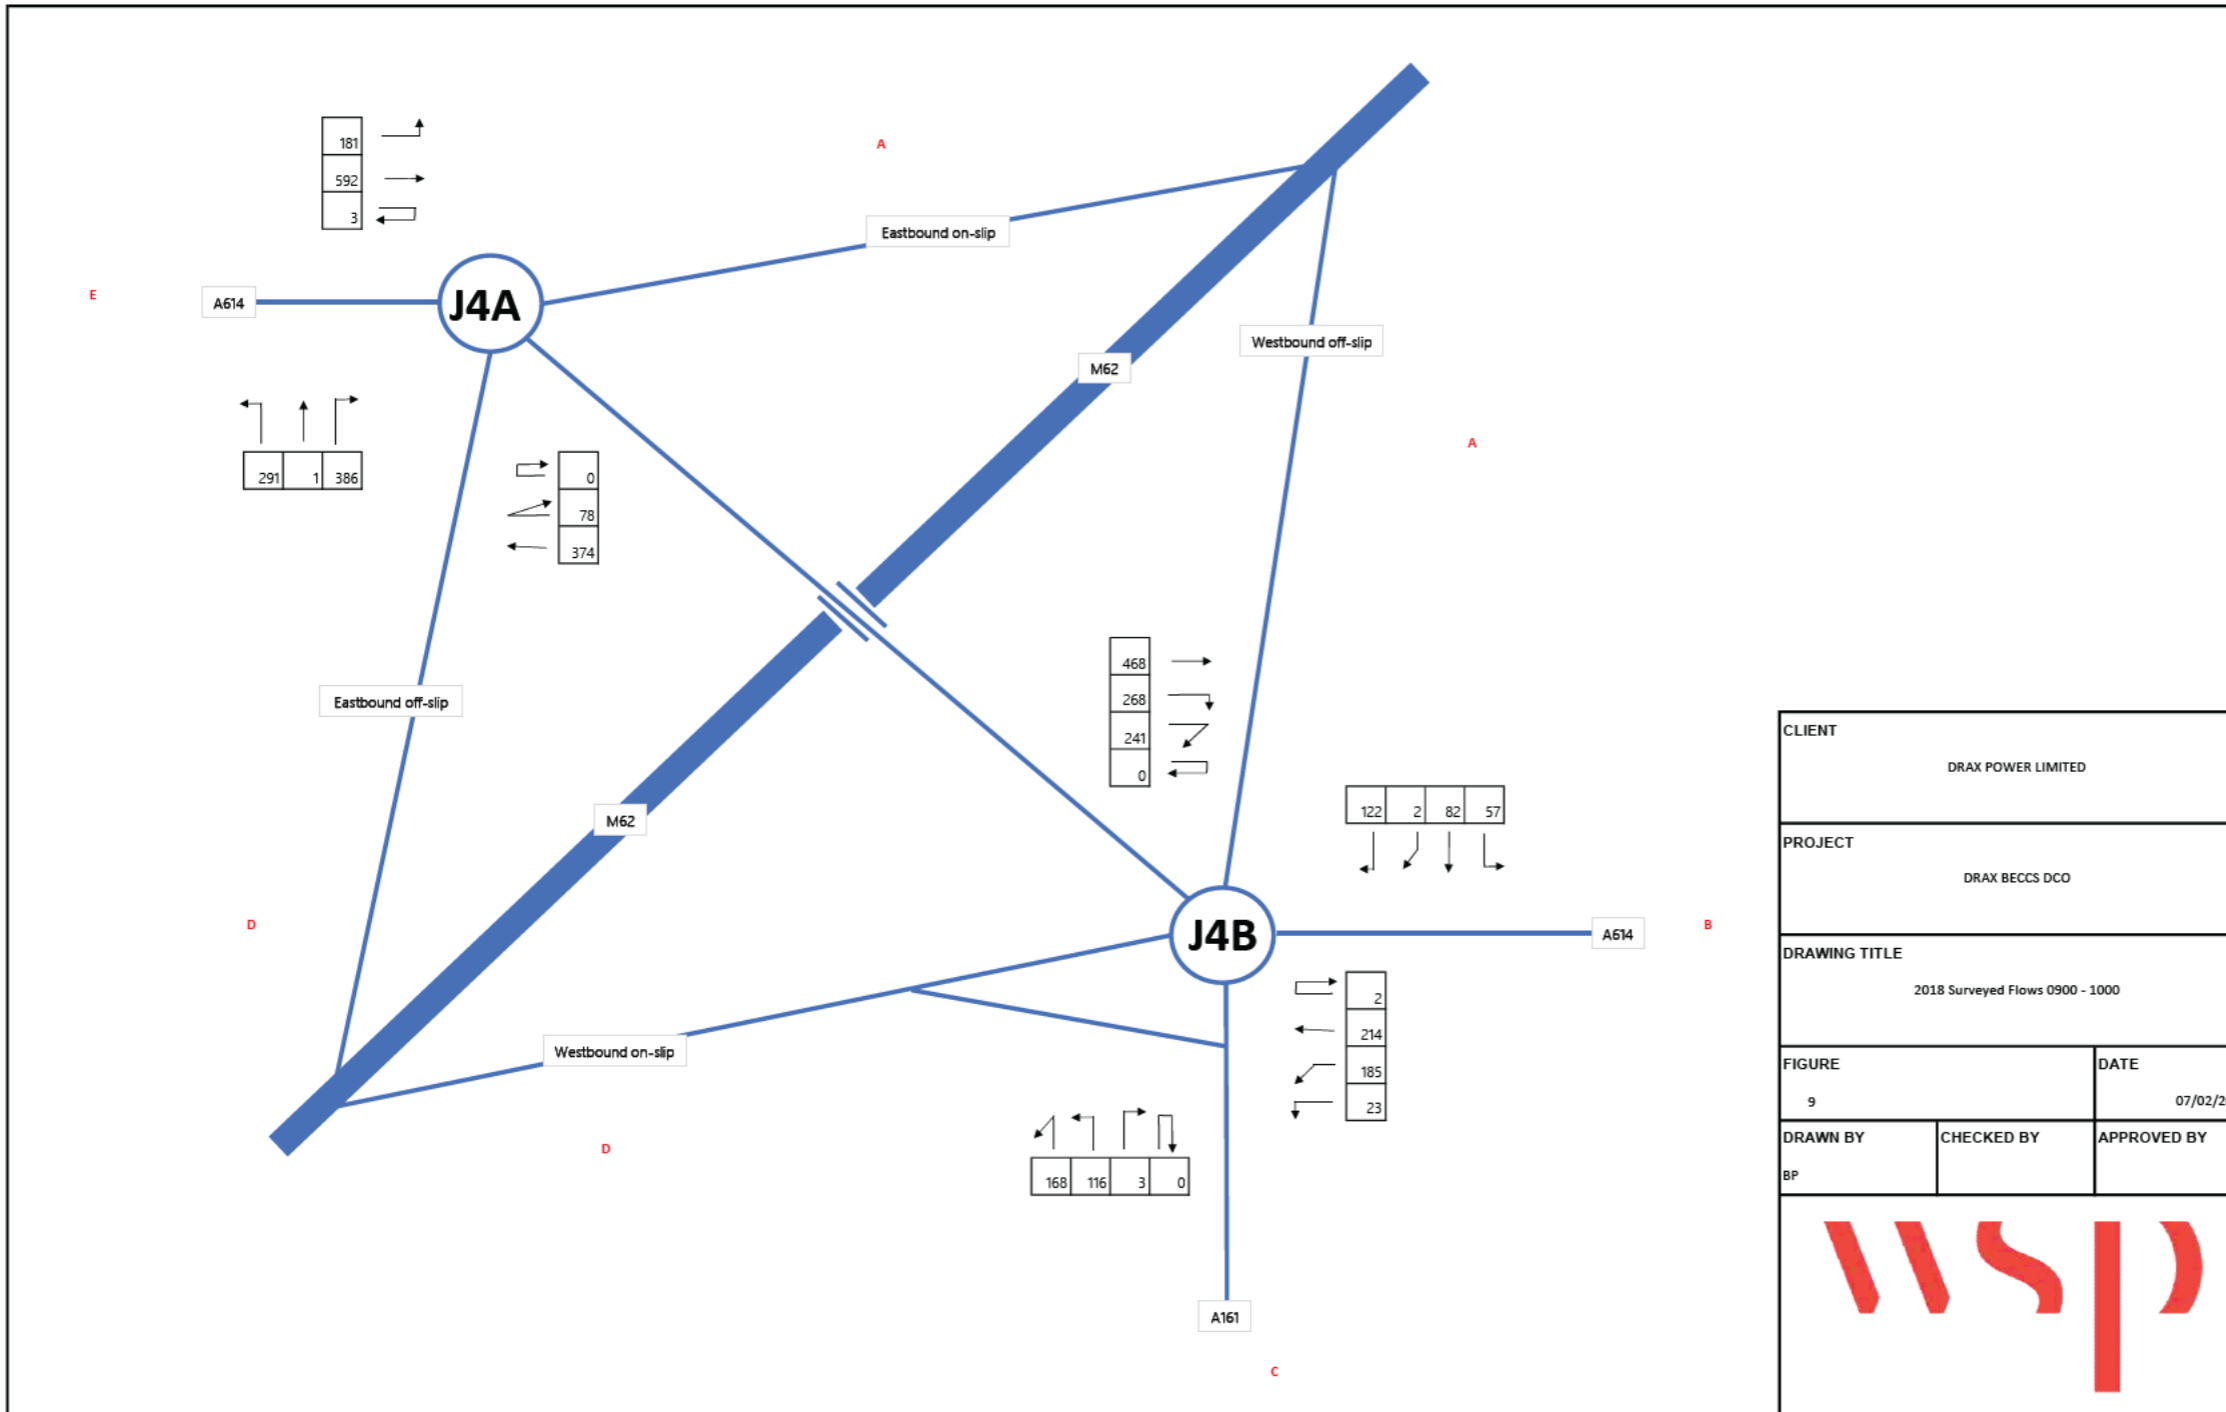 181
592
3
A
Eastbound on-slip
E
A614
J4A
Westbound off-slip
M62
A
291 1 386
0
78
374
468
268
241
0
Eastbound off-slip
122 2 82 57
M62
D
J4B
A614
B
2
214
185
23
Westbound on-slip
D
168 116 3 0
A161
C
CLIENT
DRAX POWER LIMITED
PROJECT
DRAX BECCS DCO
DRAWING TITLE
2018 Surveyed Flows 0900 - 1000
FIGURE
9
DATE
07/02/2
DRAWN BY
BP
CHECKED BY
APPROVED BY
wsp